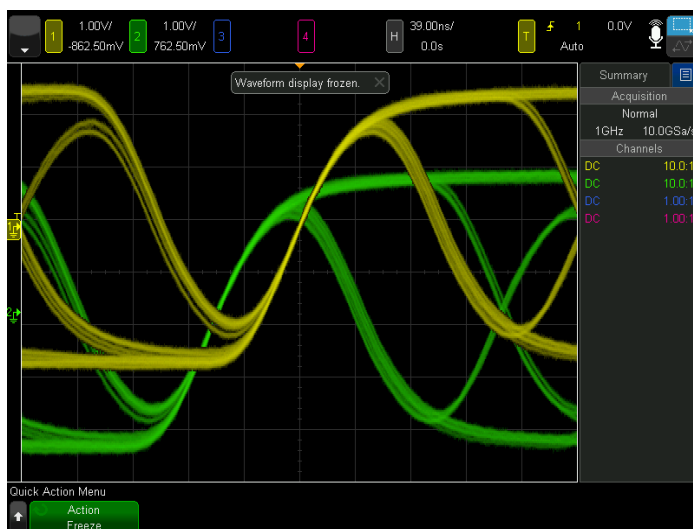 1 1.00V/ -862.50mV 2 1.00V/ 762.50mV 3 4 H 39.00ns/ 0.0s T 1 0.0V Auto
Waveform display frozen.
Summary
Acquisition
Normal
1GHz 10.0GSa/s
Channels
DC 10.0:1
DC 10.0:1
DC 1.00:1
DC 1.00:1
T
1
2
Quick Action Menu
Action
Freeze